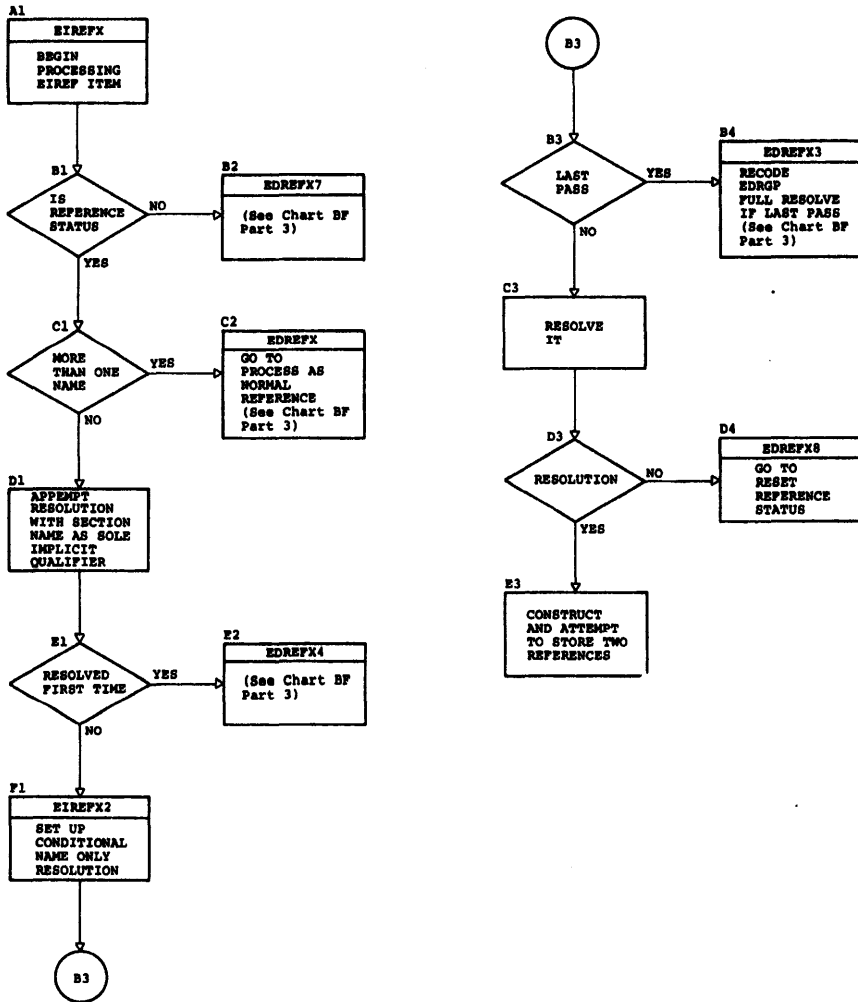 A1
EIREFX
BEGIN
PROCESSING
EIREF ITEM
B1
IS
REFERENCE
STATUS
NO
YES
B2
EDREFX7
(See Chart BF
Part 3)
C1
MORE
THAN ONE
NAME
YES
NO
C2
EDREFX
GO TO
PROCESS AS
NORMAL
REFERENCE
(See Chart BF
Part 3)
D1
APPEMPT
RESOLUTION
WITH SECTION
NAME AS SOLE
IMPLICIT
QUALIFIER
E1
RESOLVED
FIRST TIME
YES
NO
E2
EDREFX4
(See Chart BF
Part 3)
F1
EIREFX2
SET UP
CONDITIONAL
NAME ONLY
RESOLUTION
B3
B3
B3
LAST
PASS
YES
NO
B4
EDREFX3
RECODE
EDRGP
FULL RESOLVE
IF LAST PASS
(See Chart BF
Part 3)
C3
RESOLVE
IT
D3
RESOLUTION
NO
YES
D4
EDREFX8
GO TO
RESET
REFERENCE
STATUS
E3
CONSTRUCT
AND ATTEMPT
TO STORE TWO
REFERENCES